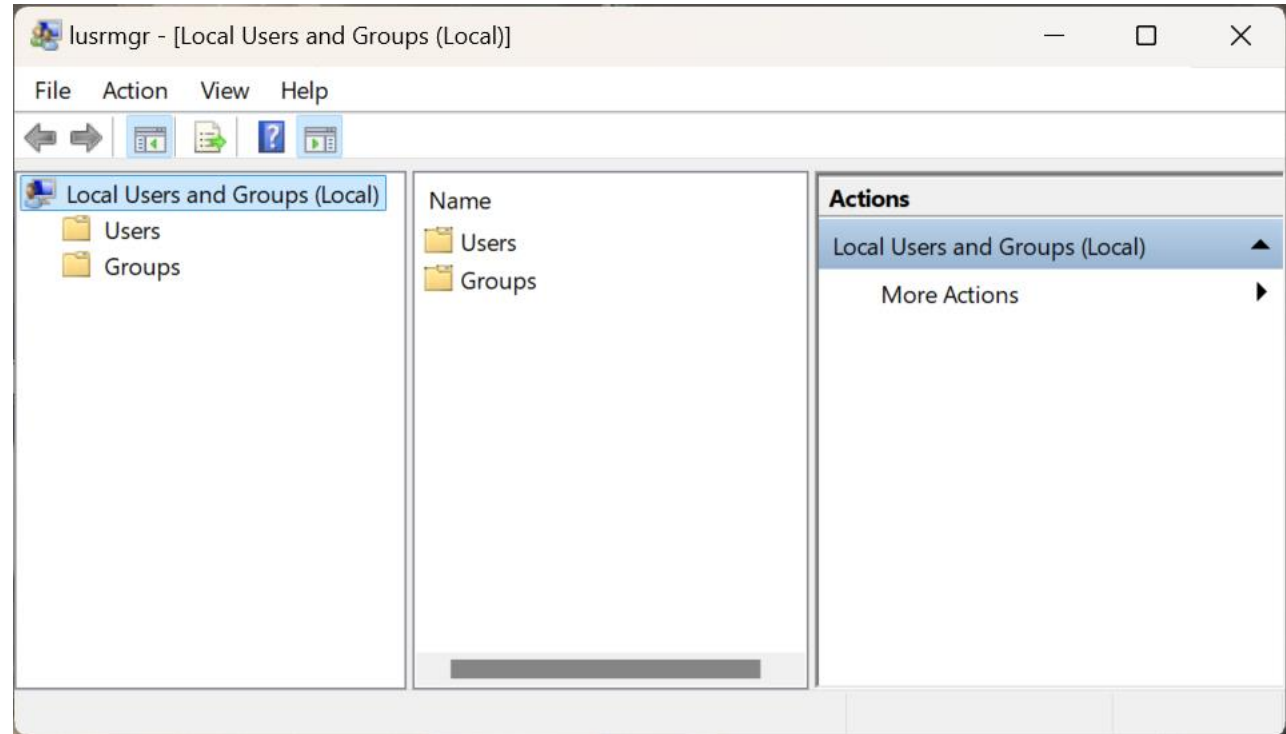 lusrmgr - [Local Users and Groups (Local)]
File Action View Help
?
Local Users and Groups (Local)
Users
Groups
Name
Users
Groups
Actions
Local Users and Groups (Local)
More Actions